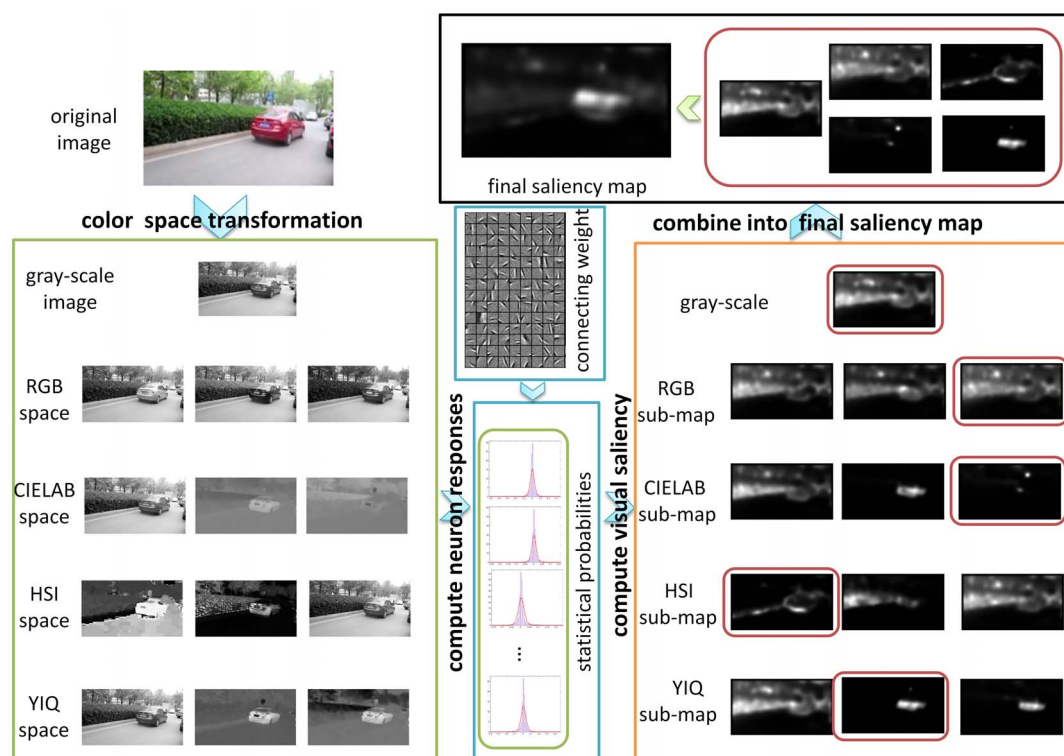 original
image
final saliency map
color space transformation
combine into final saliency map
gray-scale
image
RGB
space
CIELAB
space
HSI
space
YIQ
space
compute neuron responses
connecting weight
statistical probabilities
...
compute visual saliency
gray-scale
RGB
sub-map
CIELAB
sub-map
HSI
sub-map
YIQ
sub-map